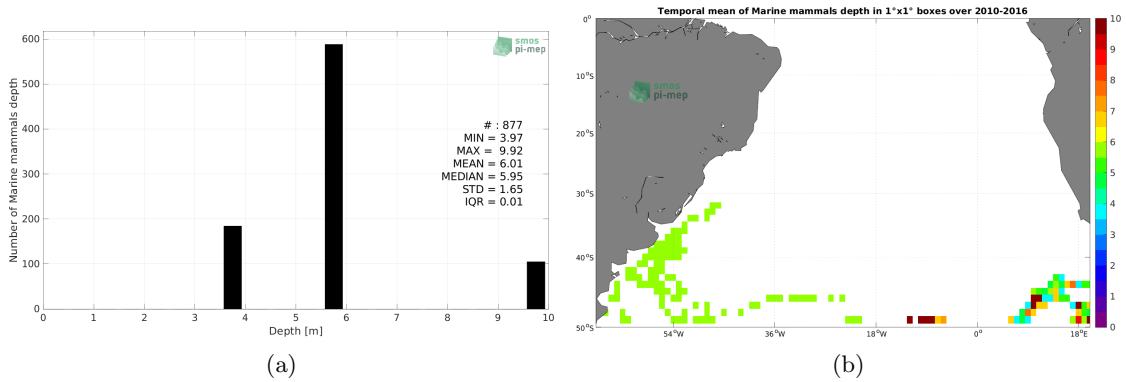 600
500
400
300
200
100
0
Number of Marine mammals depth
smos
pi-mep
# : 877
MIN = 3.97
MAX = 9.92
MEAN = 6.01
MEDIAN = 5.95
STD = 1.65
IQR = 0.01
0 1 2 3 4 5 6 7 8 9 10
Depth [m]
(a)
Temporal mean of Marine mammals depth in 1°x1° boxes over 2010-2016
0°
10°S
20°S
30°S
40°S
50°S
smos
pi-mep
54°W 36°W 18°W 0° 18°E
10
9
8
7
6
5
4
3
2
1
0
(b)